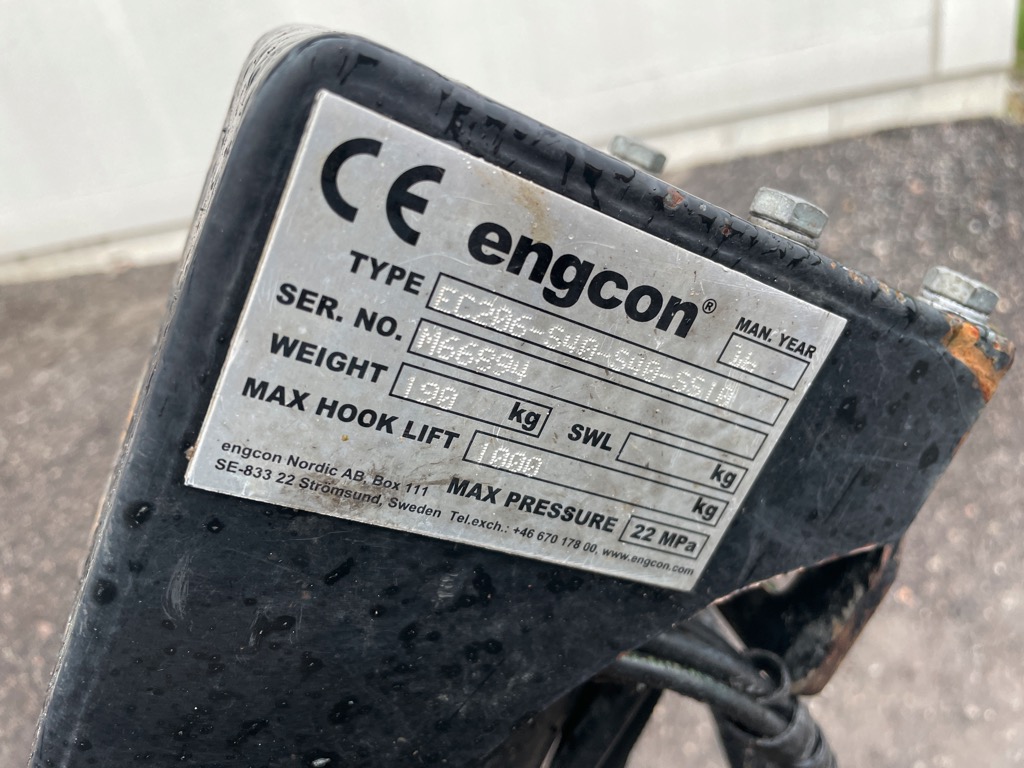 CE engcon®
MAN. YEAR 16
TYPE EC206-S40-S40-SS10
SER. NO. M66994
WEIGHT 190 kg SWL kg
MAX HOOK LIFT 1000 kg
engcon Nordic AB, Box 111 MAX PRESSURE 22 MPa
SE-833 22 Strömsund, Sweden Tel.exch.: +46 670 178 00, www.engcon.com